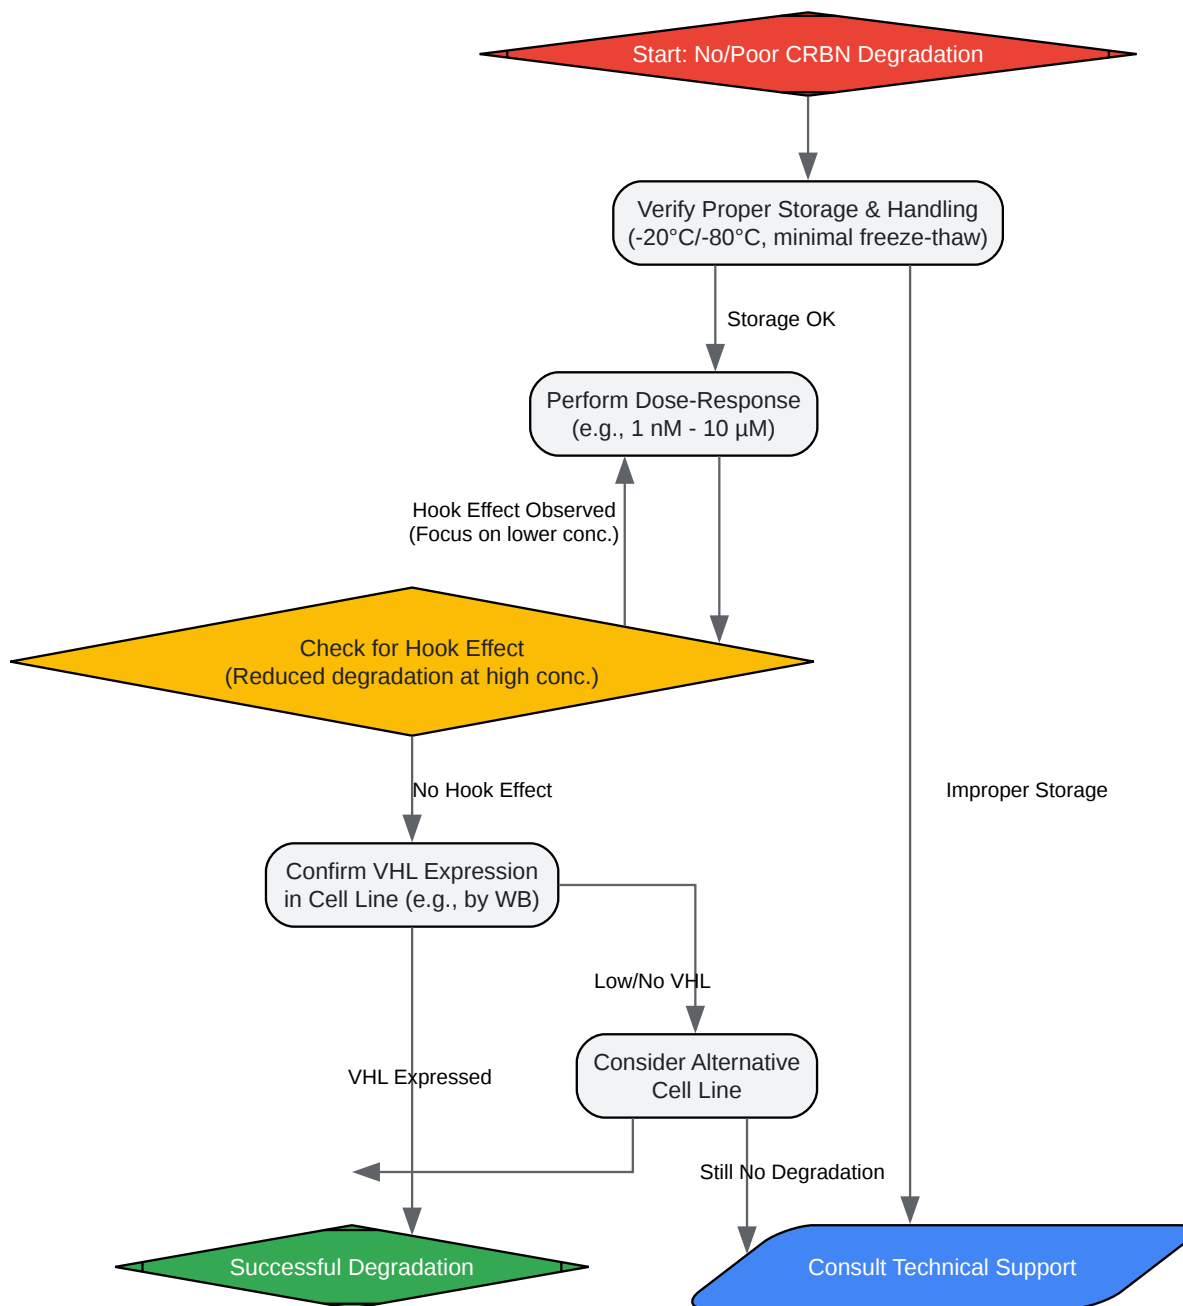 Start: No/Poor CRBN Degradation
Verify Proper Storage & Handling
(-20°C/-80°C, minimal freeze-thaw)
Storage OK
Perform Dose-Response
(e.g., 1 nM - 10 µM)
Hook Effect Observed
(Focus on lower conc.)
Check for Hook Effect
(Reduced degradation at high conc.)
No Hook Effect
Improper Storage
Confirm VHL Expression
in Cell Line (e.g., by WB)
Low/No VHL
Consider Alternative
Cell Line
VHL Expressed
Still No Degradation
Successful Degradation
Consult Technical Support